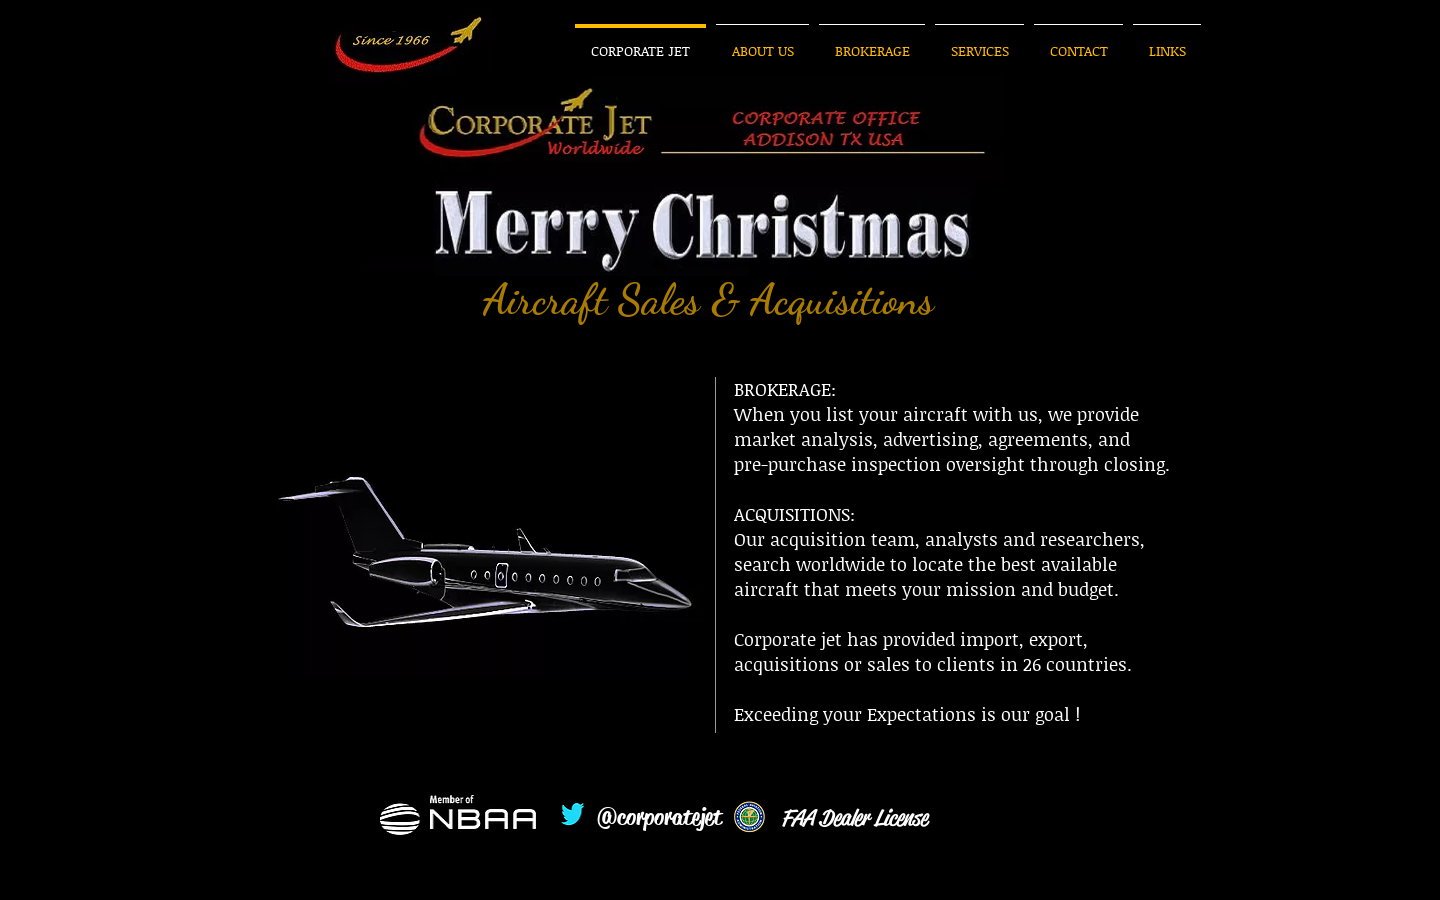 Since 1966
CORPORATE JET
ABOUT US
BROKERAGE
SERVICES
CONTACT
LINKS
CORPORATE JET
Worldwide
CORPORATE OFFICE
ADDISON TX USA
Merry Christmas
Aircraft Sales & Acquisitions
BROKERAGE:
When you list your aircraft with us, we provide
market analysis, advertising, agreements, and
pre-purchase inspection oversight through closing.
ACQUISITIONS:
Our acquisition team, analysts and researchers,
search worldwide to locate the best available
aircraft that meets your mission and budget.
Corporate jet has provided import, export,
acquisitions or sales to clients in 26 countries.
Exceeding your Expectations is our goal !
Member of
NBAA
@corporatejet
FAA Dealer License